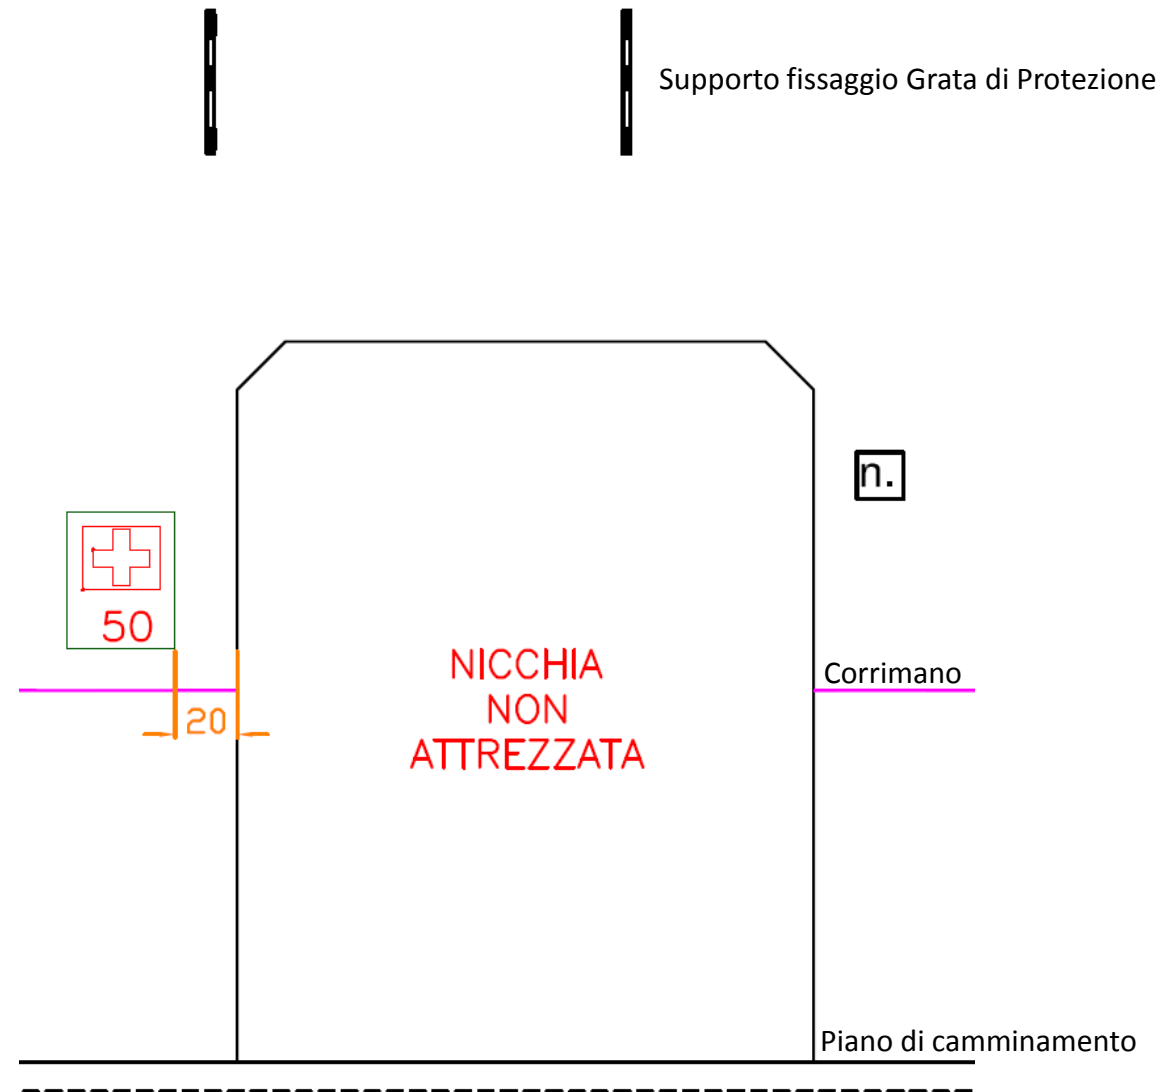 Supporto fissaggio Grata di Protezione
n.
50
NICCHIA
NON
ATTREZZATA
Corrimano
20
Piano di camminamento